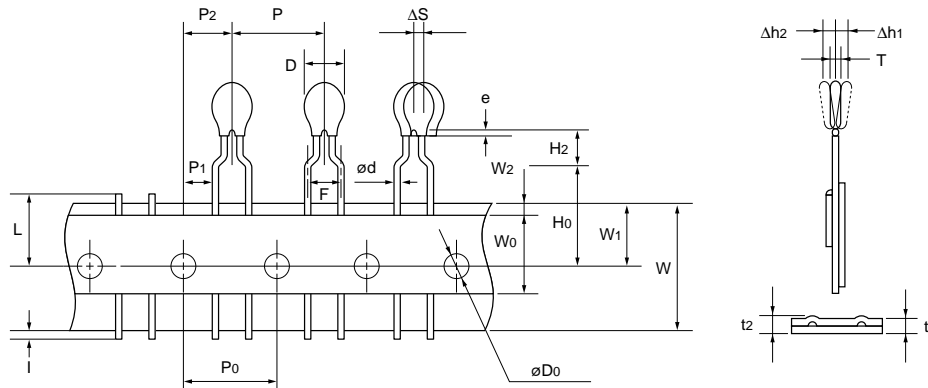 P2 P ΔS
Δh2 Δh1
D T
e
H2
P1 ød W2
F
L H0
W0 W1
W
t2 t
l
P0 øD0